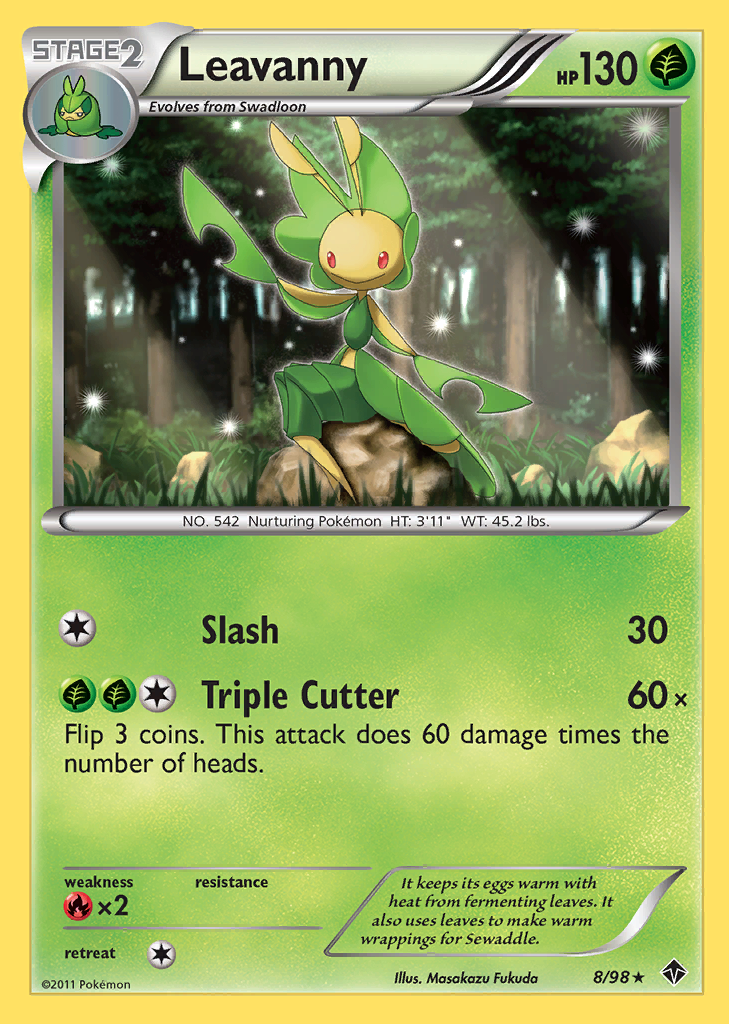 STAGE2
Leavanny
HP130
Evolves from Swadloon
NO. 542 Nurturing Pokémon HT: 3'11" WT: 45.2 lbs.
Slash 30
Triple Cutter 60×
Flip 3 coins. This attack does 60 damage times the
number of heads.
weakness resistance
×2
retreat
It keeps its eggs warm with
heat from fermenting leaves. It
also uses leaves to make warm
wrappings for Sewaddle.
©2011 Pokémon
Illus. Masakazu Fukuda
8/98★